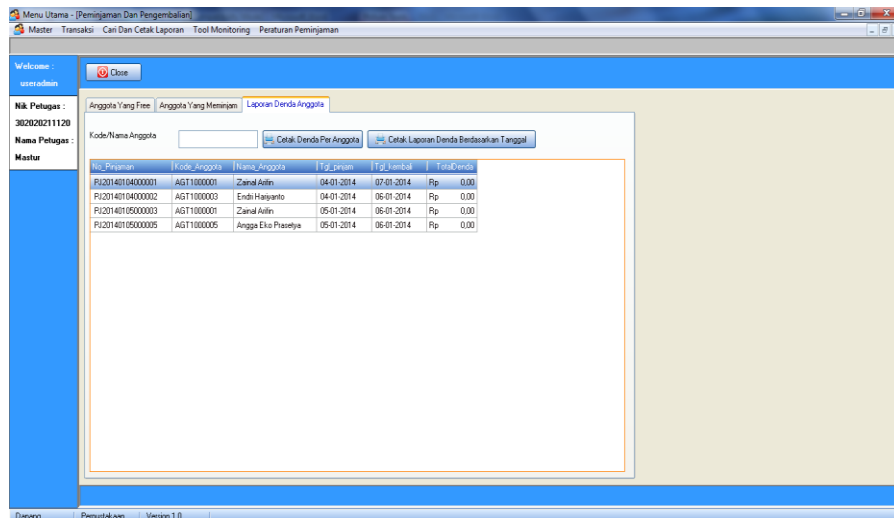 Menu Utama - [Peminjaman Dan Pengembalian]
Master Transaksi Cari Dan Cetak Laporan Tool Monitoring Peraturan Peminjaman
Welcome :
useradmin
Close
Nik Petugas :
302020211120
Nama Petugas :
Mastur
Anggota Yang Free Anggota Yang Meminjam Laporan Denda Anggota
Kode/Nama Anggota Cetak Denda Per Anggota Cetak Laporan Denda Berdasarkan Tanggal
No_Pinjaman Kode_Anggota Nama_Anggota Tgl_pinjam Tgl_kembali TotalDenda
PJ20140104000001 AGT1000001 Zainal Arifin 04-01-2014 07-01-2014 Rp 0,00
PJ20140104000002 AGT1000003 Endri Hariyanto 04-01-2014 06-01-2014 Rp 0,00
PJ20140105000003 AGT1000001 Zainal Arifin 05-01-2014 06-01-2014 Rp 0,00
PJ20140105000005 AGT1000005 Angga Eko Prasetya 05-01-2014 06-01-2014 Rp 0,00
Danang Perpustakaan Version 1.0